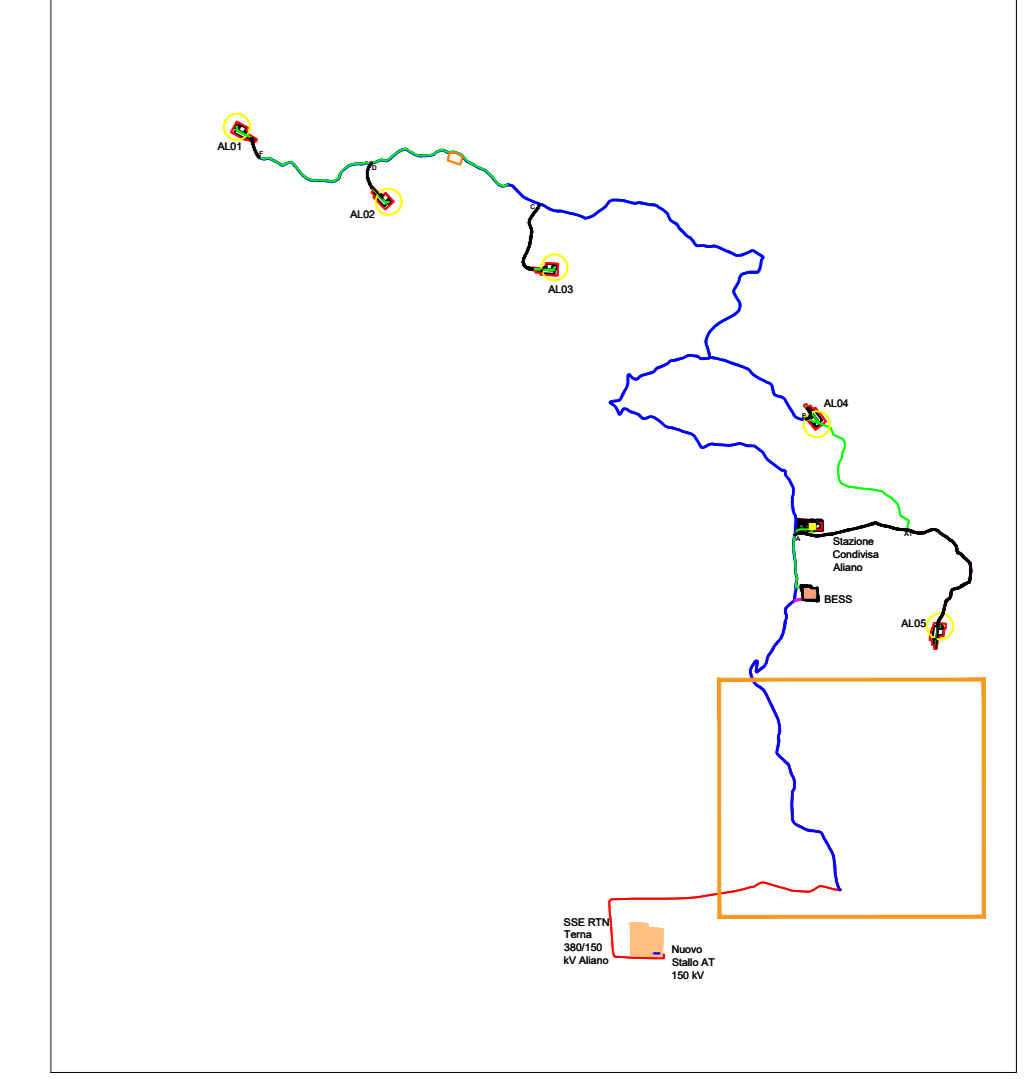 AL01
F
D
AL02
C
AL03
AL04
B
A
A1
Stazione
Condivisa
Aliano
BESS
AL05
SSE RTN
Terna
380/150
kV Aliano
Nuovo
Stallo AT
150 kV